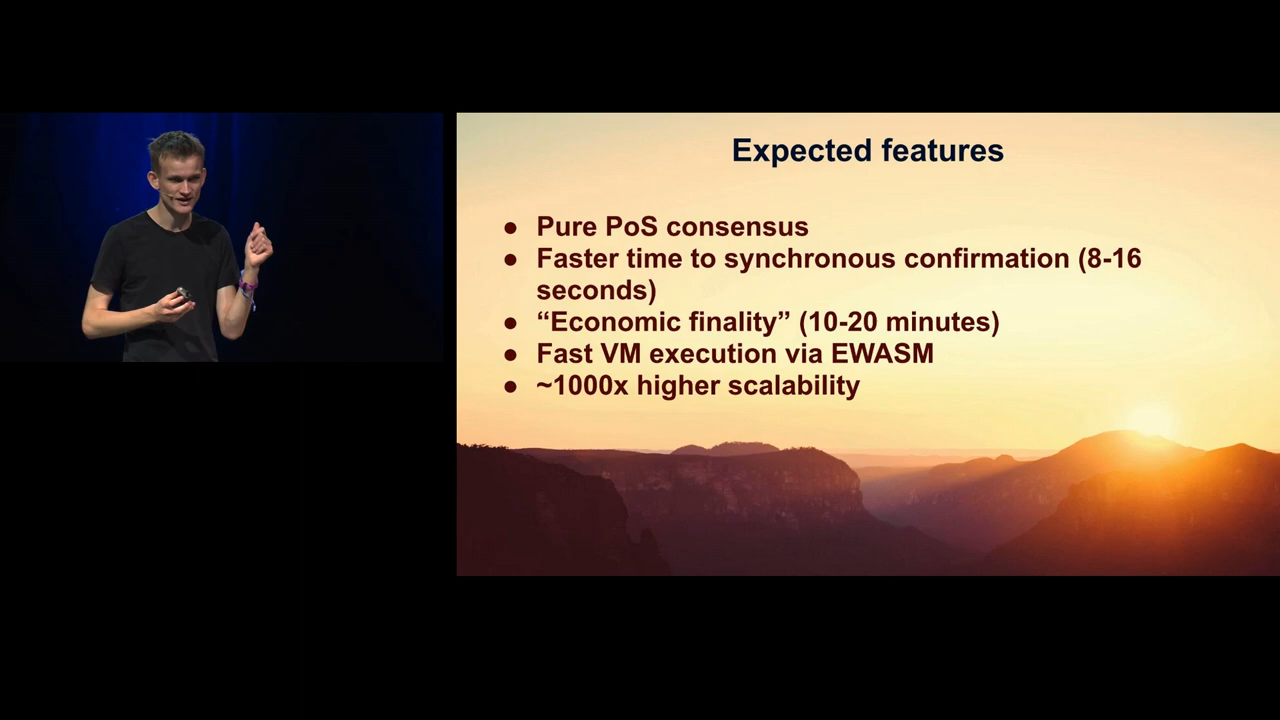 Expected features
● Pure PoS consensus
● Faster time to synchronous confirmation (8-16
seconds)
● “Economic finality” (10-20 minutes)
● Fast VM execution via EWASM
● ~1000x higher scalability